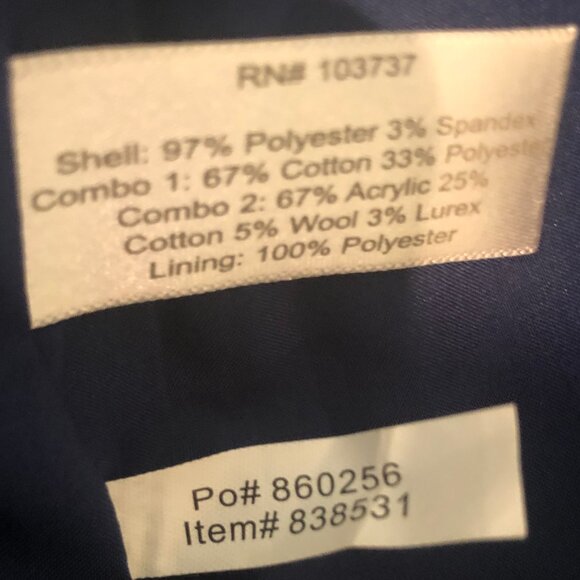 RN# 103737
Shell: 97% Polyester 3% Spandex
Combo 1: 67% Cotton 33% Polyester
Combo 2: 67% Acrylic 25%
Cotton 5% Wool 3% Lurex
Lining: 100% Polyester
Po# 860256
Item# 838531